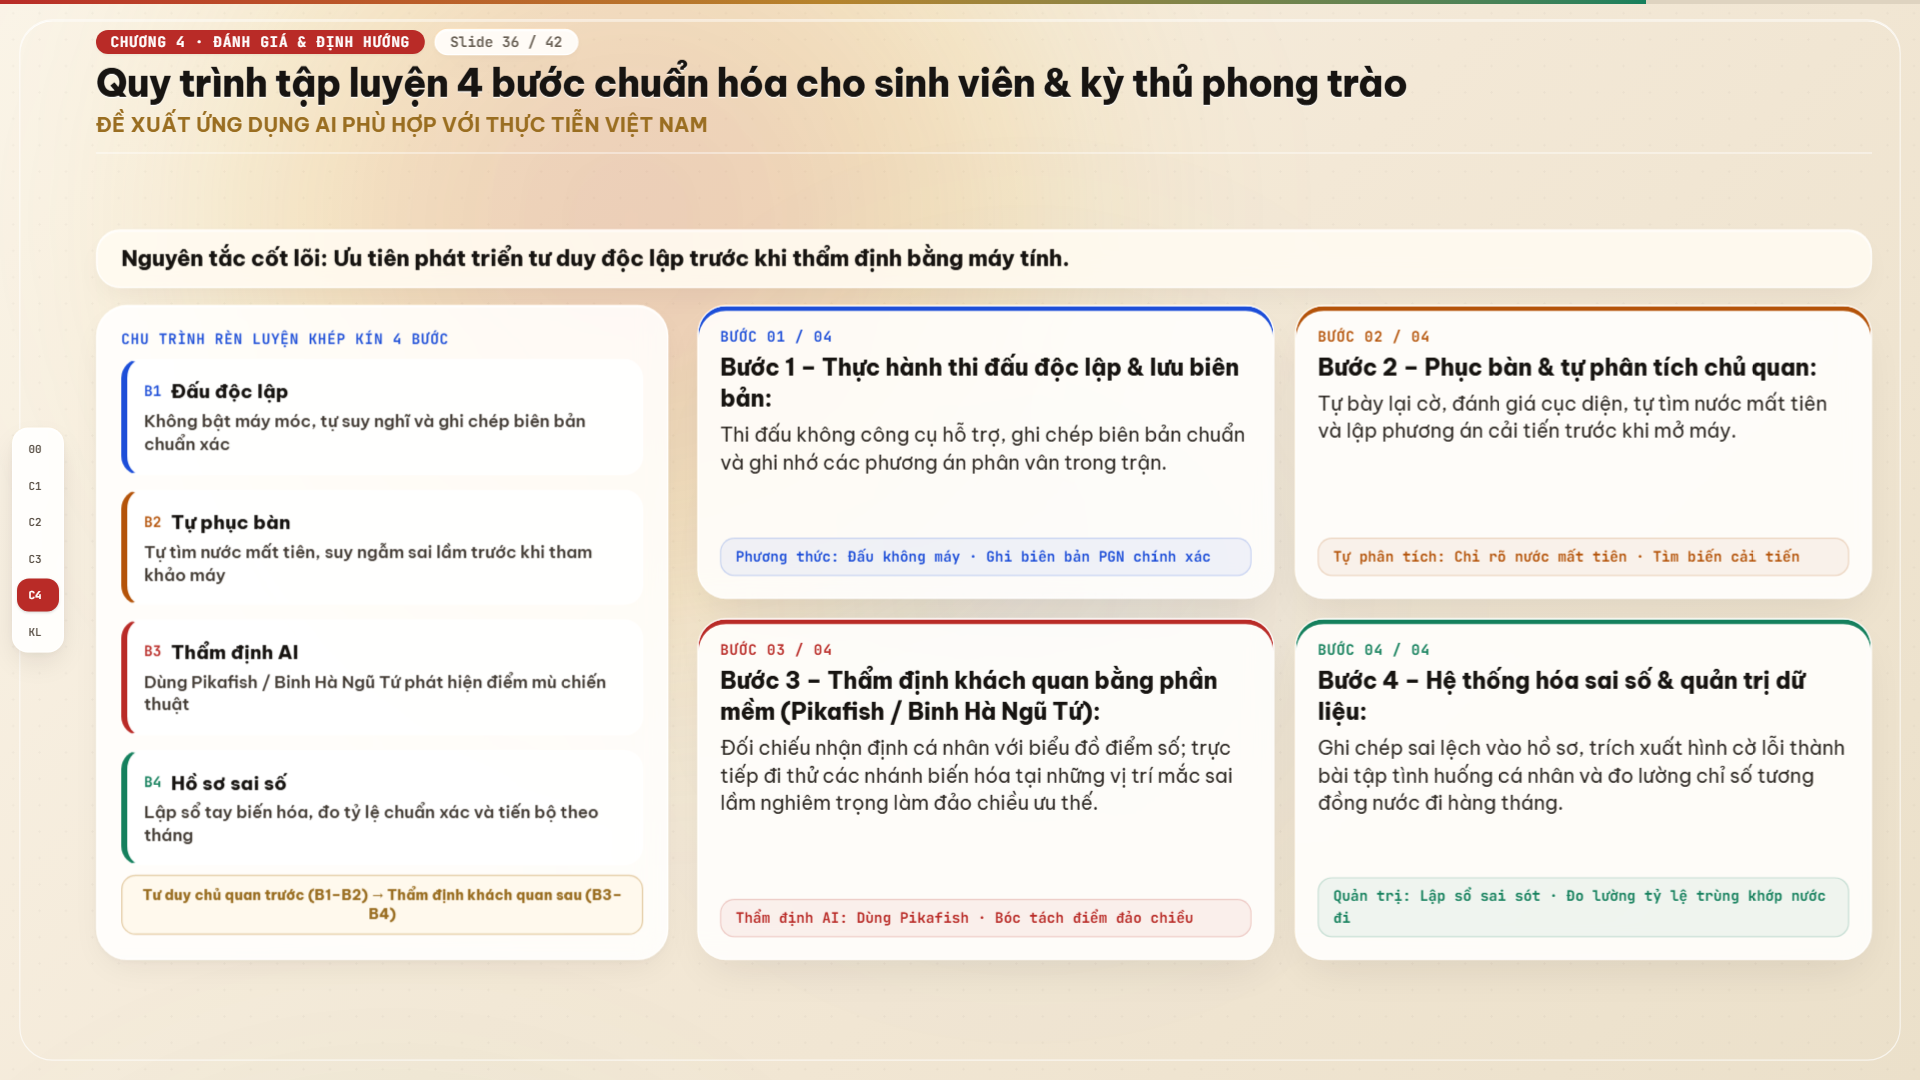 CHƯƠNG 4 · ĐÁNH GIÁ & ĐỊNH HƯỚNG
Slide 36 / 42
Quy trình tập luyện 4 bước chuẩn hóa cho sinh viên & kỳ thủ phong trào
ĐỀ XUẤT ỨNG DỤNG AI PHÙ HỢP VỚI THỰC TIỄN VIỆT NAM
Nguyên tắc cốt lõi: Ưu tiên phát triển tư duy độc lập trước khi thẩm định bằng máy tính.
00
C1
C2
C3
C4
KL
CHU TRÌNH RÈN LUYỆN KHÉP KÍN 4 BƯỚC
B1 Đấu độc lập
Không bật máy móc, tự suy nghĩ và ghi chép biên bản
chuẩn xác
B2 Tự phục bàn
Tự tìm nước mất tiên, suy ngẫm sai lầm trước khi tham
khảo máy
B3 Thẩm định AI
Dùng Pikafish / Binh Hà Ngũ Tứ phát hiện điểm mù chiến
thuật
B4 Hồ sơ sai số
Lập sổ tay biến hóa, đo tỷ lệ chuẩn xác và tiến bộ theo
tháng
Tư duy chủ quan trước (B1–B2) → Thẩm định khách quan sau (B3–
B4)
BƯỚC 01 / 04
Bước 1 – Thực hành thi đấu độc lập & lưu biên
bản:
Thi đấu không công cụ hỗ trợ, ghi chép biên bản chuẩn
và ghi nhớ các phương án phân vân trong trận.
Phương thức: Đấu không máy · Ghi biên bản PGN chính xác
BƯỚC 02 / 04
Bước 2 – Phục bàn & tự phân tích chủ quan:
Tự bày lại cờ, đánh giá cục diện, tự tìm nước mất tiên
và lập phương án cải tiến trước khi mở máy.
Tự phân tích: Chỉ rõ nước mất tiên · Tìm biến cải tiến
BƯỚC 03 / 04
Bước 3 – Thẩm định khách quan bằng phần
mềm (Pikafish / Binh Hà Ngũ Tứ):
Đối chiếu nhận định cá nhân với biểu đồ điểm số; trực
tiếp đi thử các nhánh biến hóa tại những vị trí mắc sai
lầm nghiêm trọng làm đảo chiều ưu thế.
Thẩm định AI: Dùng Pikafish · Bóc tách điểm đảo chiều
BƯỚC 04 / 04
Bước 4 – Hệ thống hóa sai số & quản trị dữ
liệu:
Ghi chép sai lệch vào hồ sơ, trích xuất hình cờ lỗi thành
bài tập tình huống cá nhân và đo lường chỉ số tương
đồng nước đi hàng tháng.
Quản trị: Lập sổ sai sót · Đo lường tỷ lệ trùng khớp nước
đi